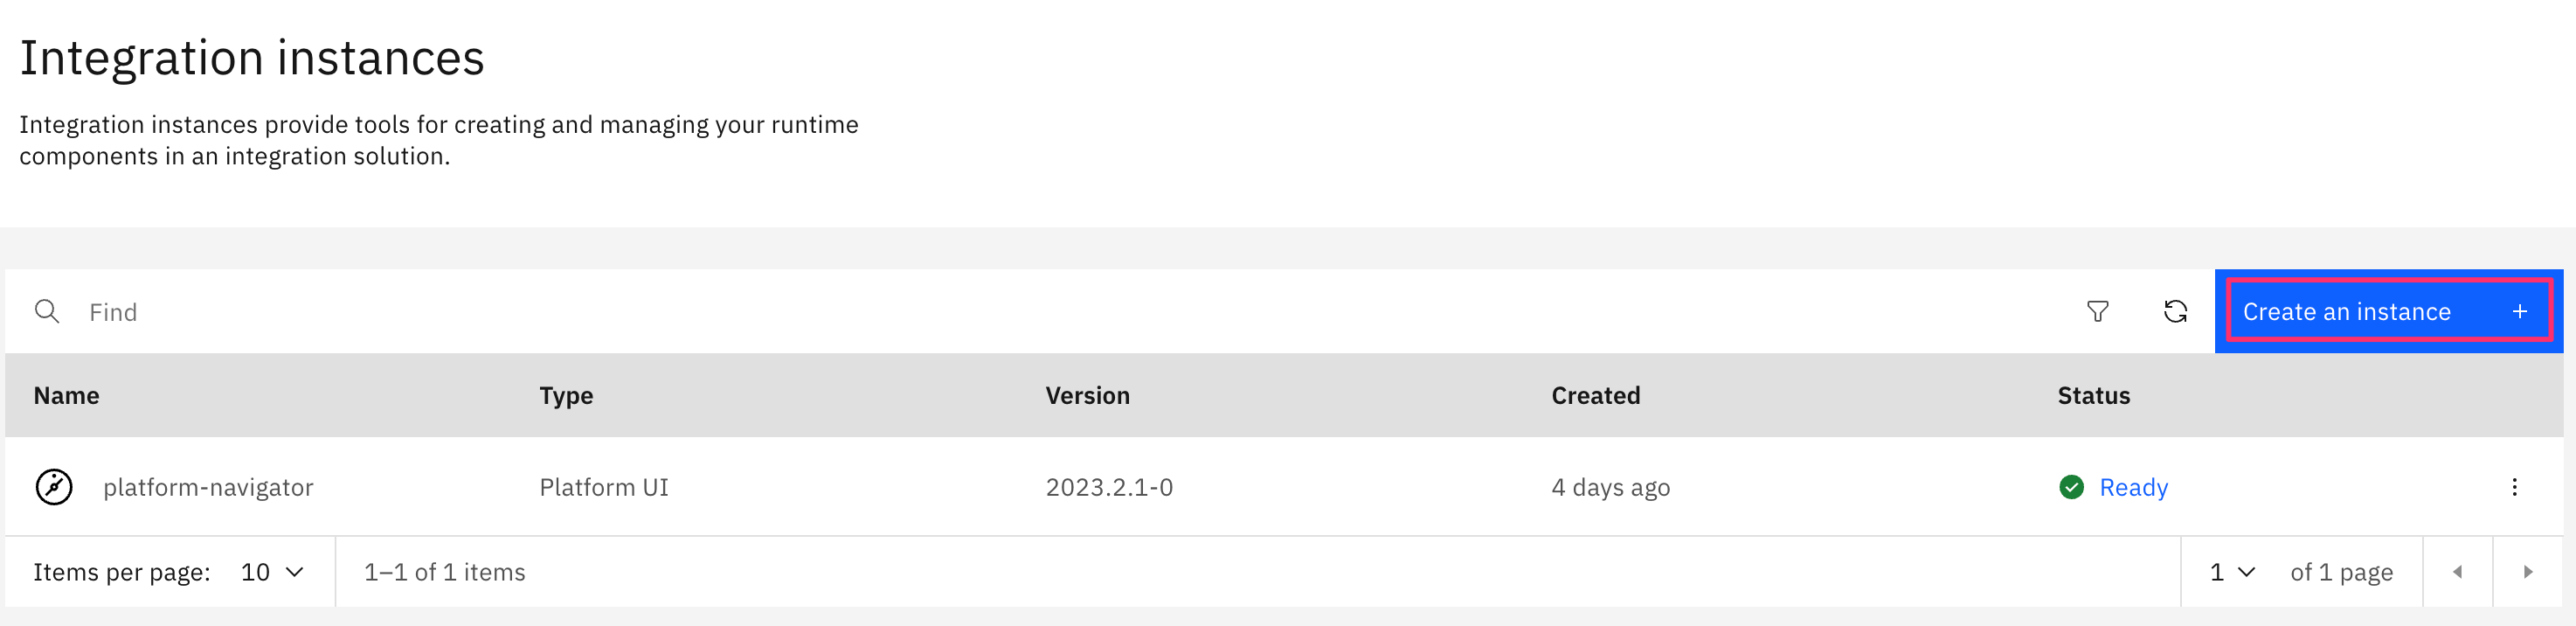 Integration instances
Integration instances provide tools for creating and managing your runtime
components in an integration solution.
Find
Create an instance +
Name Type Version Created Status
platform-navigator Platform UI 2023.2.1-0 4 days ago Ready
Items per page: 10 1–1 of 1 items 1 of 1 page